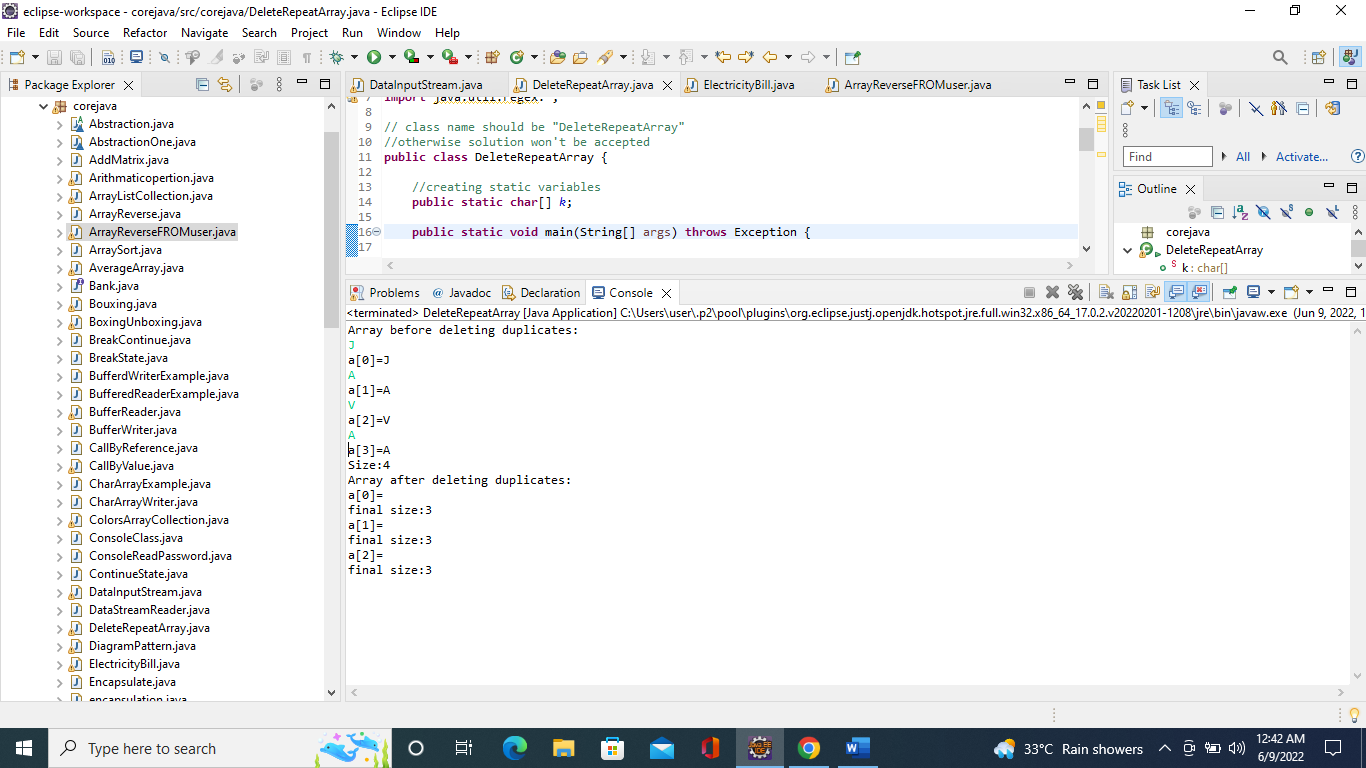 eclipse-workspace - corejava/src/corejava/DeleteRepeatArray.java - Eclipse IDE
File Edit Source Refactor Navigate Search Project Run Window Help
Package Explorer
corejava
Abstraction.java
AbstractionOne.java
AddMatrix.java
Arithmaticopertion.java
ArrayListCollection.java
ArrayReverse.java
ArrayReverseFROMuser.java
ArraySort.java
AverageArray.java
Bank.java
Bouxing.java
BoxingUnboxing.java
BreakContinue.java
BreakState.java
BufferdWriterExample.java
BufferedReaderExample.java
BufferReader.java
BufferWriter.java
CallByReference.java
CallByValue.java
CharArrayExample.java
CharArrayWriter.java
ColorsArrayCollection.java
ConsoleClass.java
ConsoleReadPassword.java
ContinueState.java
DataInputStream.java
DataStreamReader.java
DeleteRepeatArray.java
DiagramPattern.java
ElectricityBill.java
Encapsulate.java
encapsulation.java
DataInputStream.java DeleteRepeatArray.java ElectricityBill.java ArrayReverseFROMuser.java
7 import java.util.regex.*;
8
9 // class name should be "DeleteRepeatArray"
10 //otherwise solution won't be accepted
11 public class DeleteRepeatArray {
12
13 //creating static variables
14 public static char[] k;
15
16 public static void main(String[] args) throws Exception {
17
Task List
Find All Activate...
Outline
corejava
DeleteRepeatArray
k : char[]
Problems @ Javadoc Declaration Console
<terminated> DeleteRepeatArray [Java Application] C:\Users\user\.p2\pool\plugins\org.eclipse.justj.openjdk.hotspot.jre.full.win32.x86_64_17.0.2.v20220201-1208\jre\bin\javaw.exe (Jun 9, 2022, 1
Array before deleting duplicates:
J
a[0]=J
A
a[1]=A
V
a[2]=V
A
a[3]=A
Size:4
Array after deleting duplicates:
a[0]=
final size:3
a[1]=
final size:3
a[2]=
final size:3
Type here to search
33°C Rain showers
12:42 AM
6/9/2022